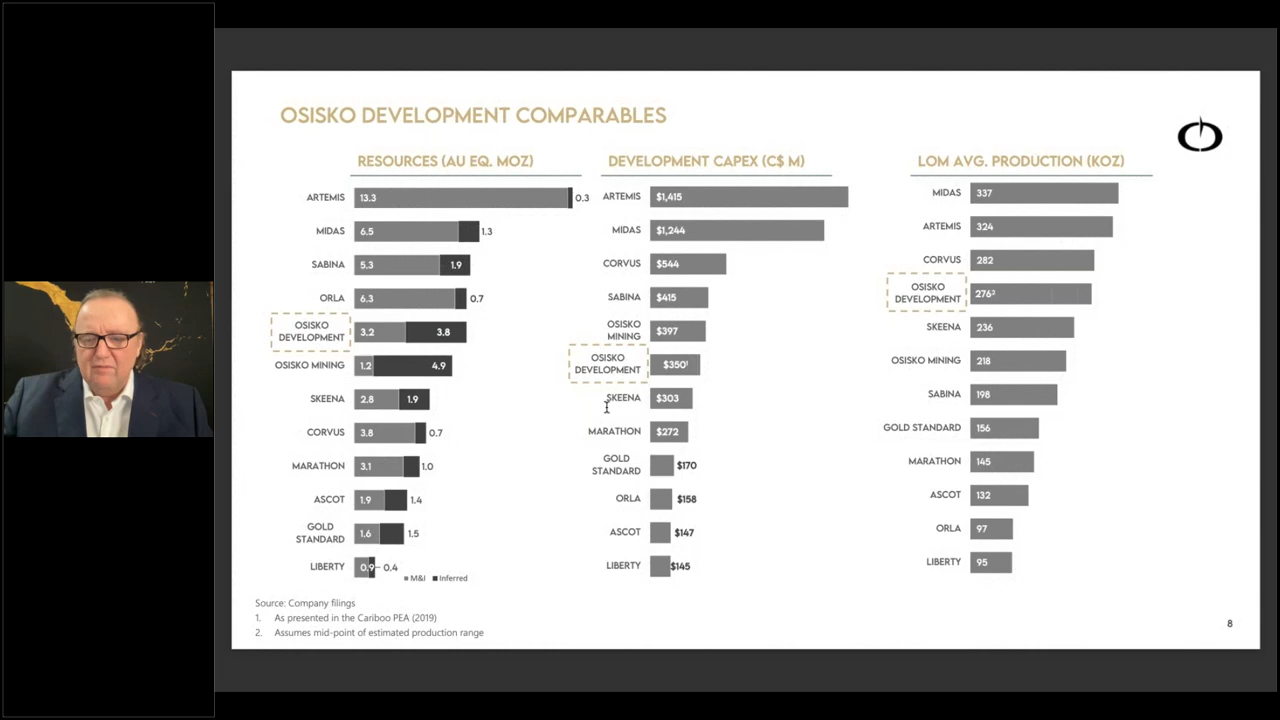 OSISKO DEVELOPMENT COMPARABLES
RESOURCES (AU EQ. MOZ)
ARTEMIS 13.3 0.3
MIDAS 6.5 1.3
SABINA 5.3 1.9
ORLA 6.3 0.7
OSISKO
DEVELOPMENT 3.2 3.8
OSISKO MINING 1.2 4.9
SKEENA 2.8 1.9
CORVUS 3.8 0.7
MARATHON 3.1 1.0
ASCOT 1.9 1.4
GOLD
STANDARD 1.6 1.5
LIBERTY 0.9 0.4
M&I Inferred
DEVELOPMENT CAPEX (C$ M)
ARTEMIS $1,415
MIDAS $1,244
CORVUS $544
SABINA $415
OSISKO
MINING $397
OSISKO
DEVELOPMENT $350¹
SKEENA $303
MARATHON $272
GOLD
STANDARD $170
ORLA $158
ASCOT $147
LIBERTY $145
LOM AVG. PRODUCTION (KOZ)
MIDAS 337
ARTEMIS 324
CORVUS 282
OSISKO
DEVELOPMENT 276²
SKEENA 236
OSISKO MINING 218
SABINA 198
GOLD STANDARD 156
MARATHON 145
ASCOT 132
ORLA 97
LIBERTY 95
Source: Company filings
1. As presented in the Cariboo PEA (2019)
2. Assumes mid-point of estimated production range
8